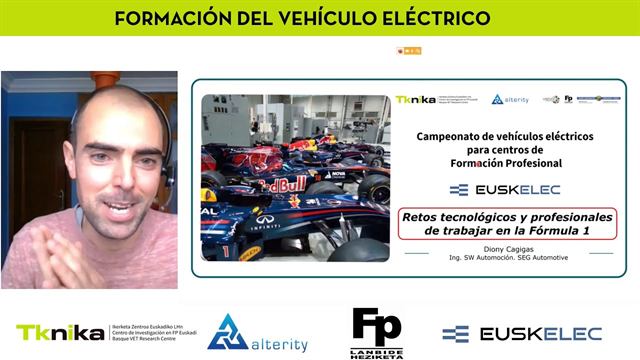 FORMACIÓN DEL VEHÍCULO ELÉCTRICO
Tknika
alterity
Fp
Campeonato de vehículos eléctricos
para centros de
Formación Profesional
EUSKELEC
Retos tecnológicos y profesionales
de trabajar en la Fórmula 1
Diony Cagigas
Ing. SW Automoción. SEG Automotive
Red Bull
INFINITI
Tknika
Ikerketa Zentroa Euskadiko LHn
Centro de Investigación en FP Euskadi
Basque VET Research Centre
alterity
Fp
LANBIDE
HEZIKETA
EUSKELEC